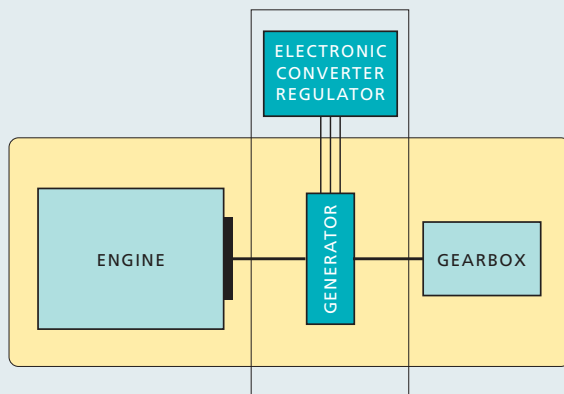 ELECTRONIC
CONVERTER
REGULATOR
ENGINE
GENERATOR
GEARBOX